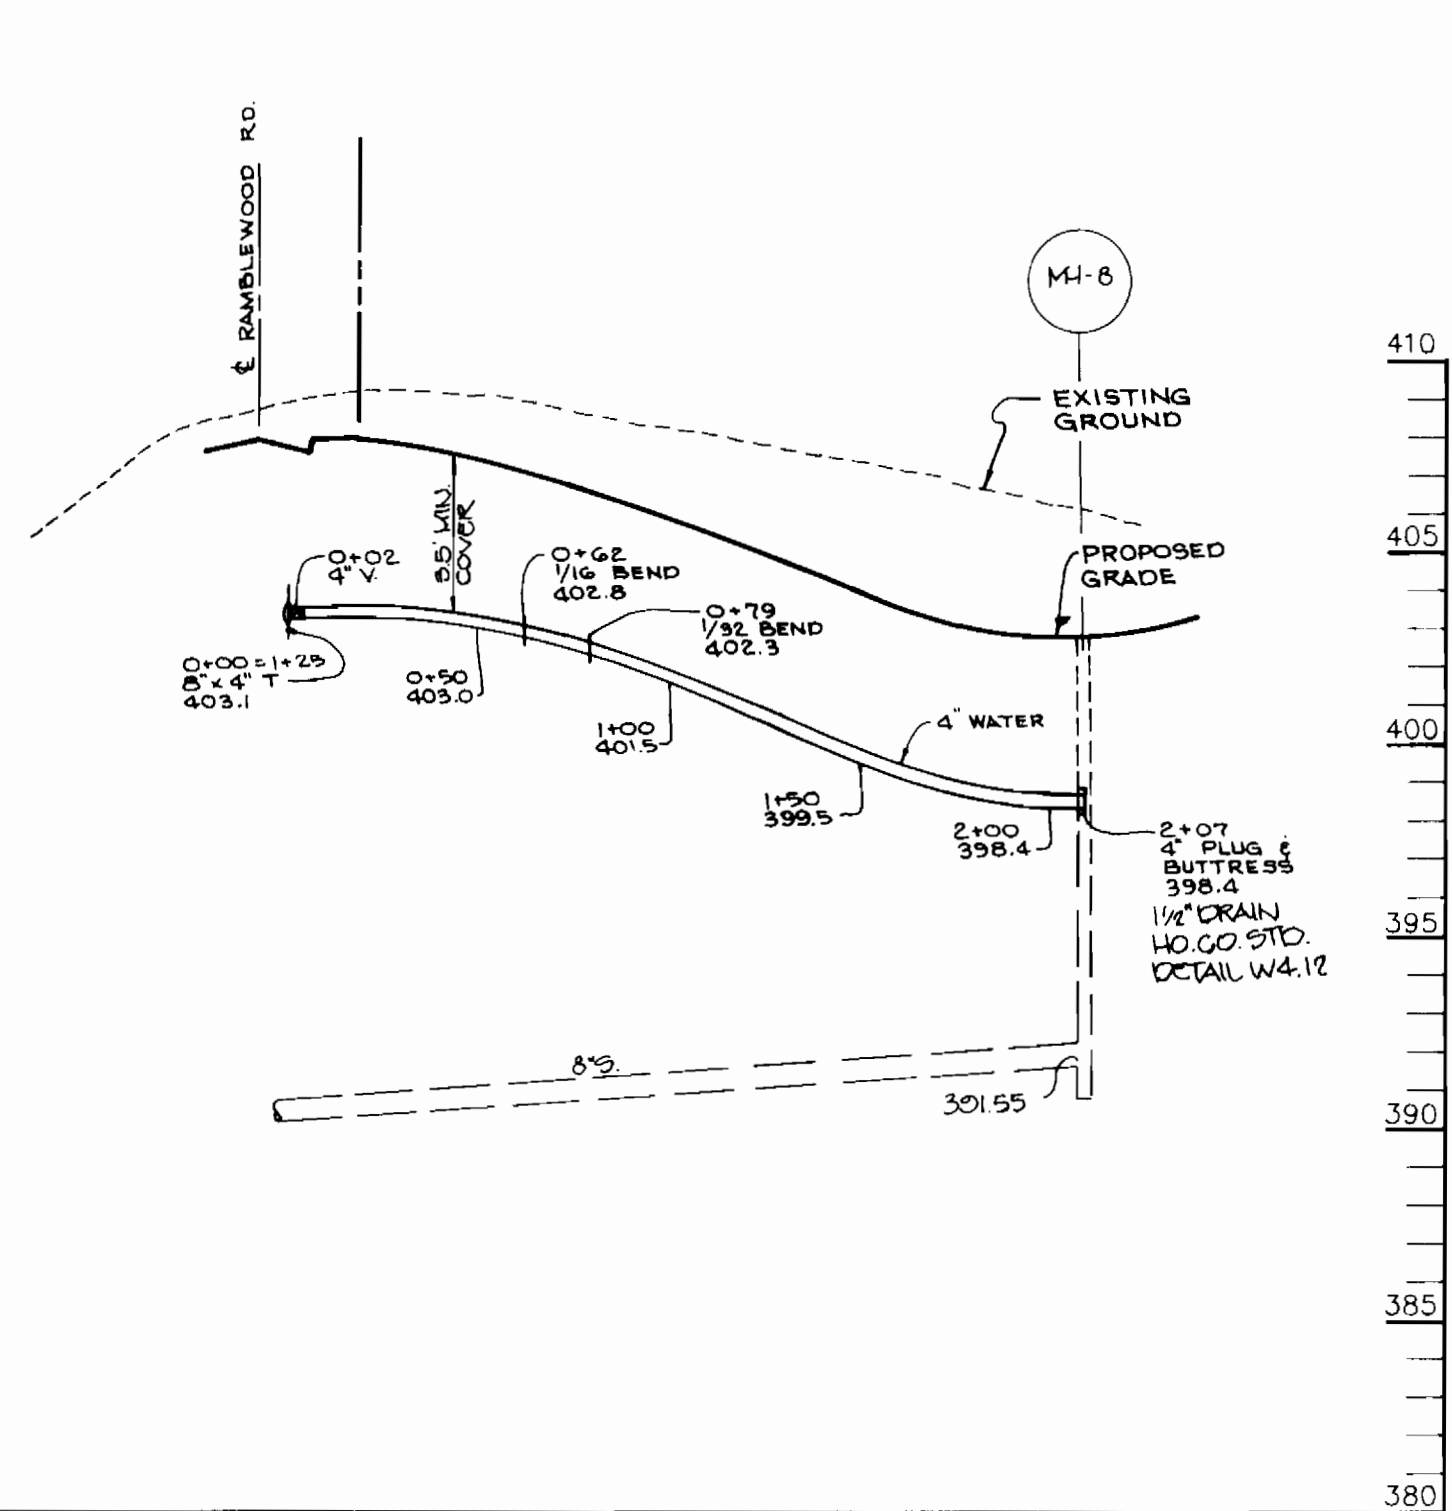 ℄ RAMBLEWOOD RD.
MH-8
410
EXISTING
GROUND
405
PROPOSED
GRADE
3.5' MIN.
COVER
0+02
4" V.
0+62
1/16 BEND
402.8
0+79
1/32 BEND
402.3
0+00=1+25
8"x4" T
403.1
0+50
403.0
1+00
401.5
4" WATER
400
1+50
399.5
2+00
398.4
2+07
4" PLUG &
BUTTRESS
398.4
1 1/2" DRAIN
HO.CO. STD.
DETAIL W4.12
395
8"S.
391.55
390
385
380